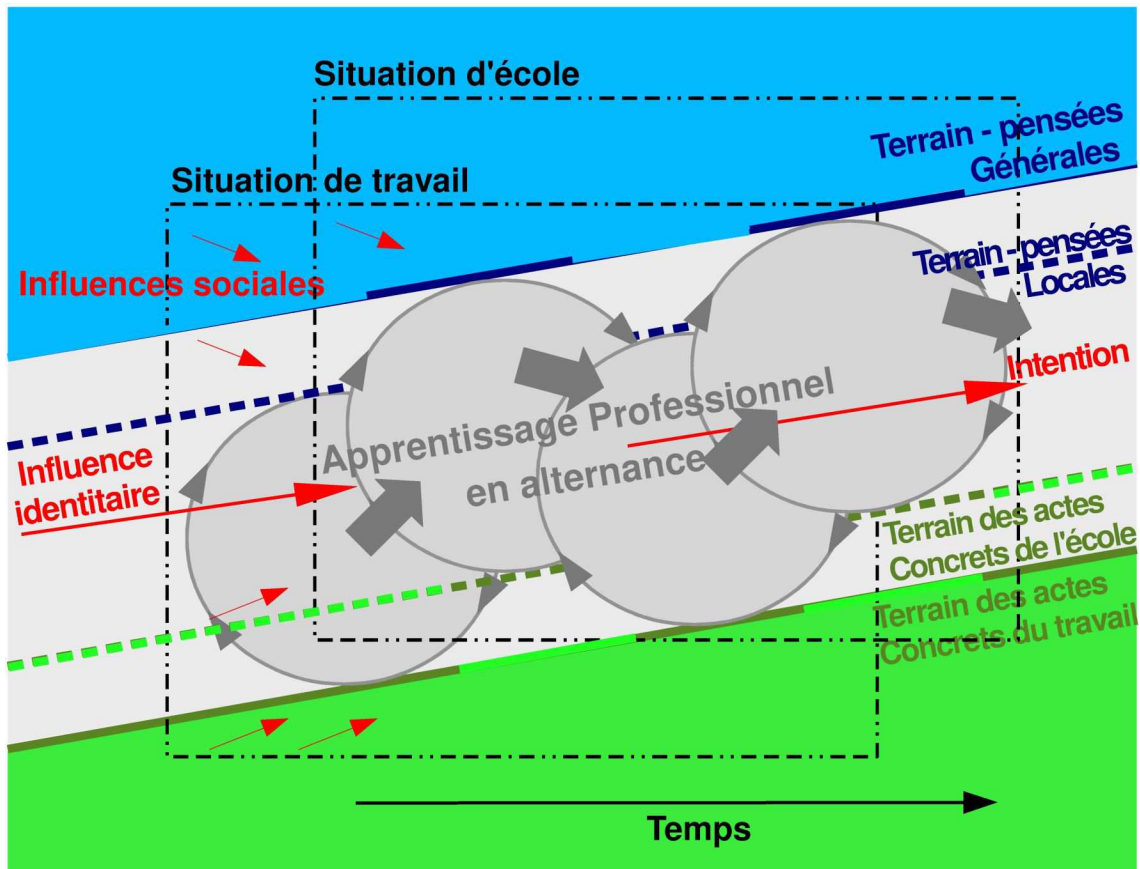 Situation d'école
Terrain - pensées
Générales
Situation de travail
Influences sociales
Terrain - pensées
Locales
Intention
Apprentissage Professionnel
en alternance
Influence
identitaire
Terrain des actes
Concrets de l'école
Terrain des actes
Concrets du travail
Temps